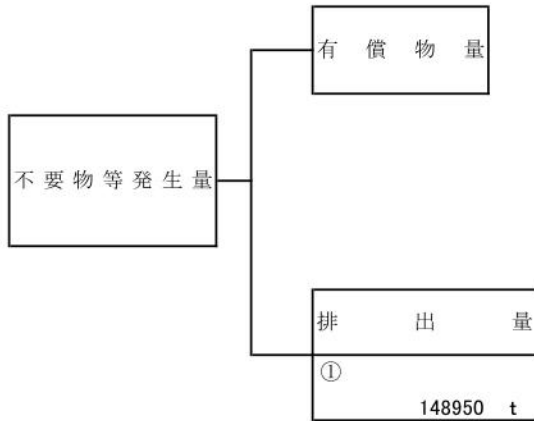 有償物量
不要物等発生量
排出量
①
148950 t